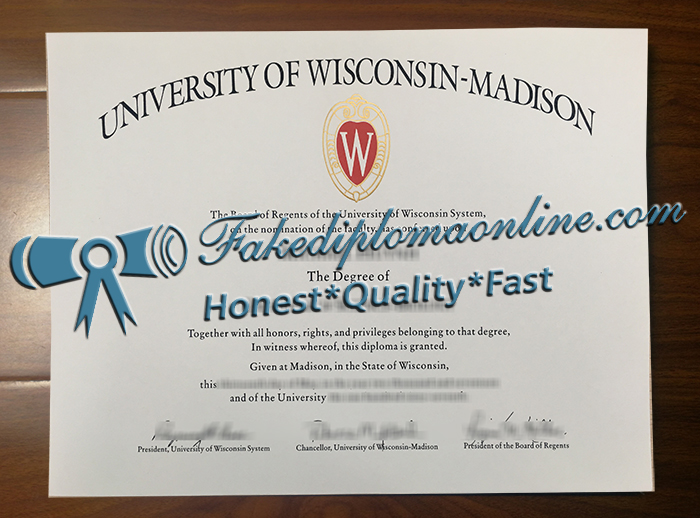 UNIVERSITY OF WISCONSIN-MADISON
W
The Board of Regents of the University of Wisconsin System,
on the nomination of the faculty, has conferred upon
Fakediplomaonline.com
The Degree of
Honest*Quality*Fast
Together with all honors, rights, and privileges belonging to that degree,
In witness whereof, this diploma is granted.
Given at Madison, in the State of Wisconsin,
this
and of the University
President, University of Wisconsin System
Chancellor, University of Wisconsin-Madison
President of the Board of Regents